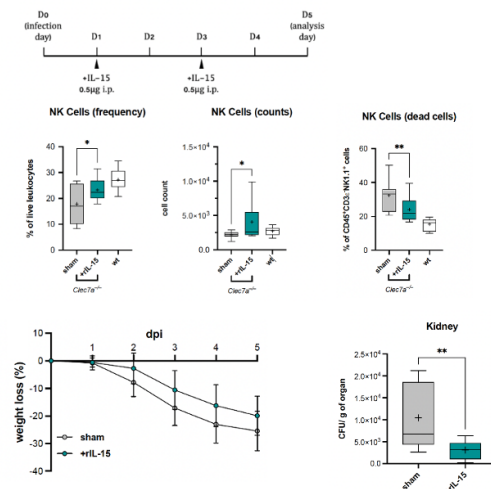 D0
(infection
day)
D1
D2
D3
D4
D5
(analysis
day)
+IL-15
0.5µg i.p.
+IL-15
0.5µg i.p.
NK Cells (frequency)
% of live leukocytes
40
30
20
10
0
*
sham
+rIL-15
wt
Clec7a-/-
NK Cells (counts)
cell count
1.5×10⁴
1.0×10⁴
5.0×10³
0.0
*
sham
+rIL-15
wt
Clec7a-/-
NK Cells (dead cells)
% of CD45⁺CD3ε⁻NK1.1⁺ cells
60
40
20
0
**
sham
+rIL-15
wt
Clec7a-/-
dpi
1 2 3 4 5
weight loss (%)
10
0
-10
-20
-30
-40
sham
+rIL-15
Kidney
CFU/ g of organ
2.5×10⁴
2.0×10⁴
1.5×10⁴
1.0×10⁴
5.0×10³
0.0
**
sham
+rIL-15